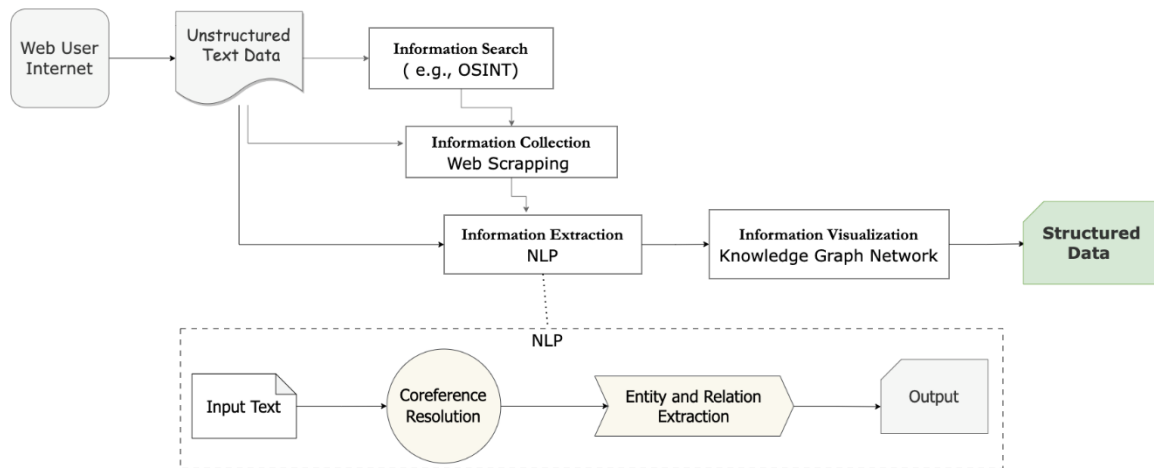 Web User
Internet
Unstructured
Text Data
Information Search
( e.g., OSINT)
Information Collection
Web Scrapping
Information Extraction
NLP
Information Visualization
Knowledge Graph Network
Structured
Data
NLP
Input Text
Coreference
Resolution
Entity and Relation
Extraction
Output